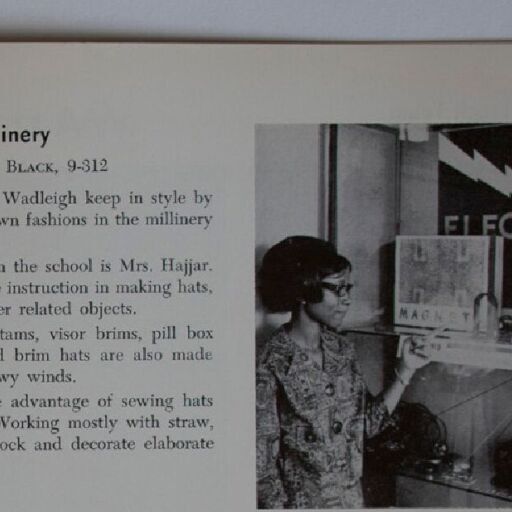 inery
BLACK, 9-312
Wadleigh keep in style by
wn fashions in the millinery
n the school is Mrs. Hajjar.
instruction in making hats,
er related objects.
tams, visor brims, pill box
d brim hats are also made
wy winds.
advantage of sewing hats
Working mostly with straw,
ock and decorate elaborate
ELEC
MAGNET